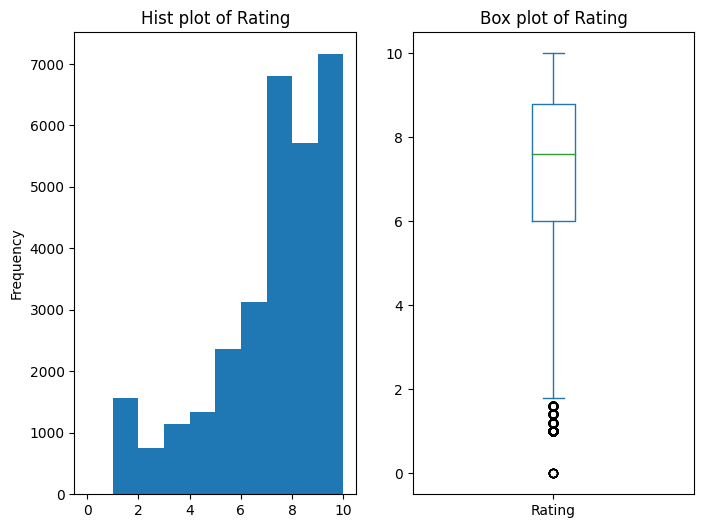 Hist plot of Rating
Frequency
7000
6000
5000
4000
3000
2000
1000
0
0 2 4 6 8 10
Box plot of Rating
10
8
6
4
2
0
Rating